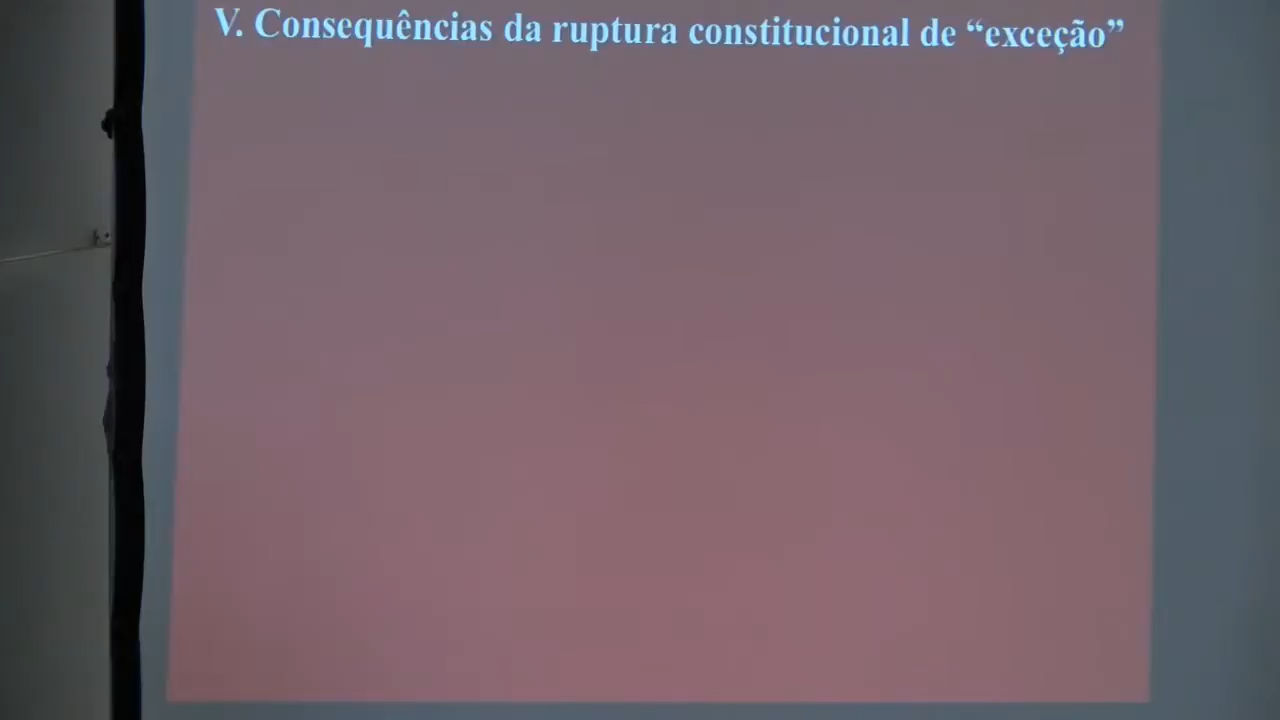 V. Consequências da ruptura constitucional de “exceção”